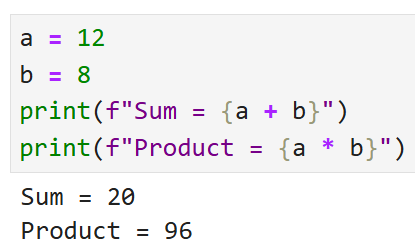 a = 12
b = 8
print(f"Sum = {a + b}")
print(f"Product = {a * b}")
Sum = 20
Product = 96